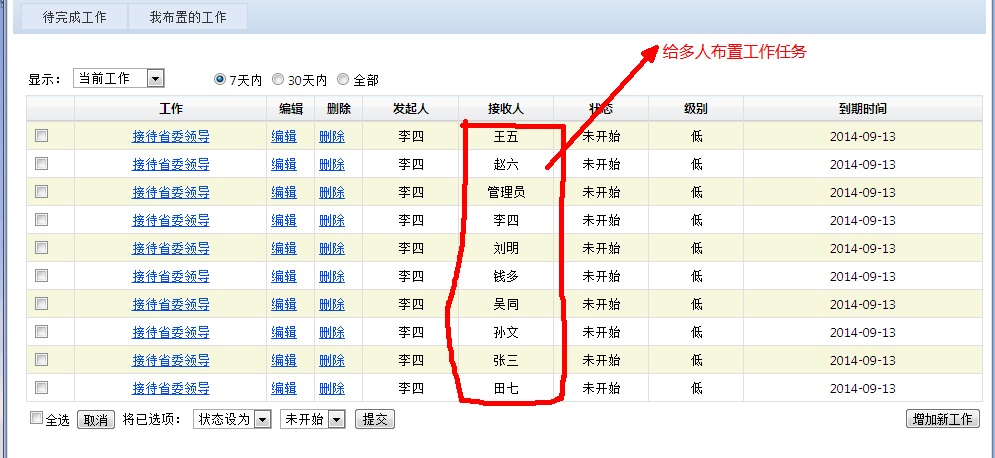 待完成工作 我布置的工作
给多人布置工作任务
显示： 当前工作 7天内 30天内 全部
工作 编辑 删除 发起人 接收人 状态 级别 到期时间
接待省委领导 编辑 删除 李四 王五 未开始 低 2014-09-13
接待省委领导 编辑 删除 李四 赵六 未开始 低 2014-09-13
接待省委领导 编辑 删除 李四 管理员 未开始 低 2014-09-13
接待省委领导 编辑 删除 李四 李四 未开始 低 2014-09-13
接待省委领导 编辑 删除 李四 刘明 未开始 低 2014-09-13
接待省委领导 编辑 删除 李四 钱多 未开始 低 2014-09-13
接待省委领导 编辑 删除 李四 吴同 未开始 低 2014-09-13
接待省委领导 编辑 删除 李四 孙文 未开始 低 2014-09-13
接待省委领导 编辑 删除 李四 张三 未开始 低 2014-09-13
接待省委领导 编辑 删除 李四 田七 未开始 低 2014-09-13
全选 取消 将已选项： 状态设为 未开始 提交 增加新工作